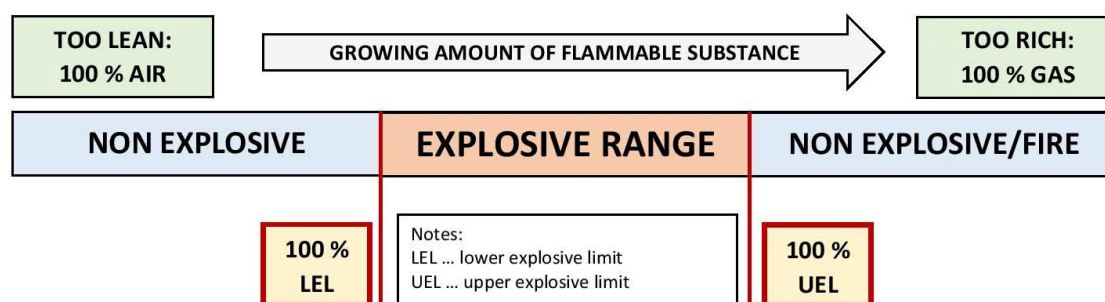 TOO LEAN:
100 % AIR
GROWING AMOUNT OF FLAMMABLE SUBSTANCE
TOO RICH:
100 % GAS
NON EXPLOSIVE
EXPLOSIVE RANGE
NON EXPLOSIVE/FIRE
100 %
LEL
Notes:
LEL ... lower explosive limit
UEL ... upper explosive limit
100 %
UEL